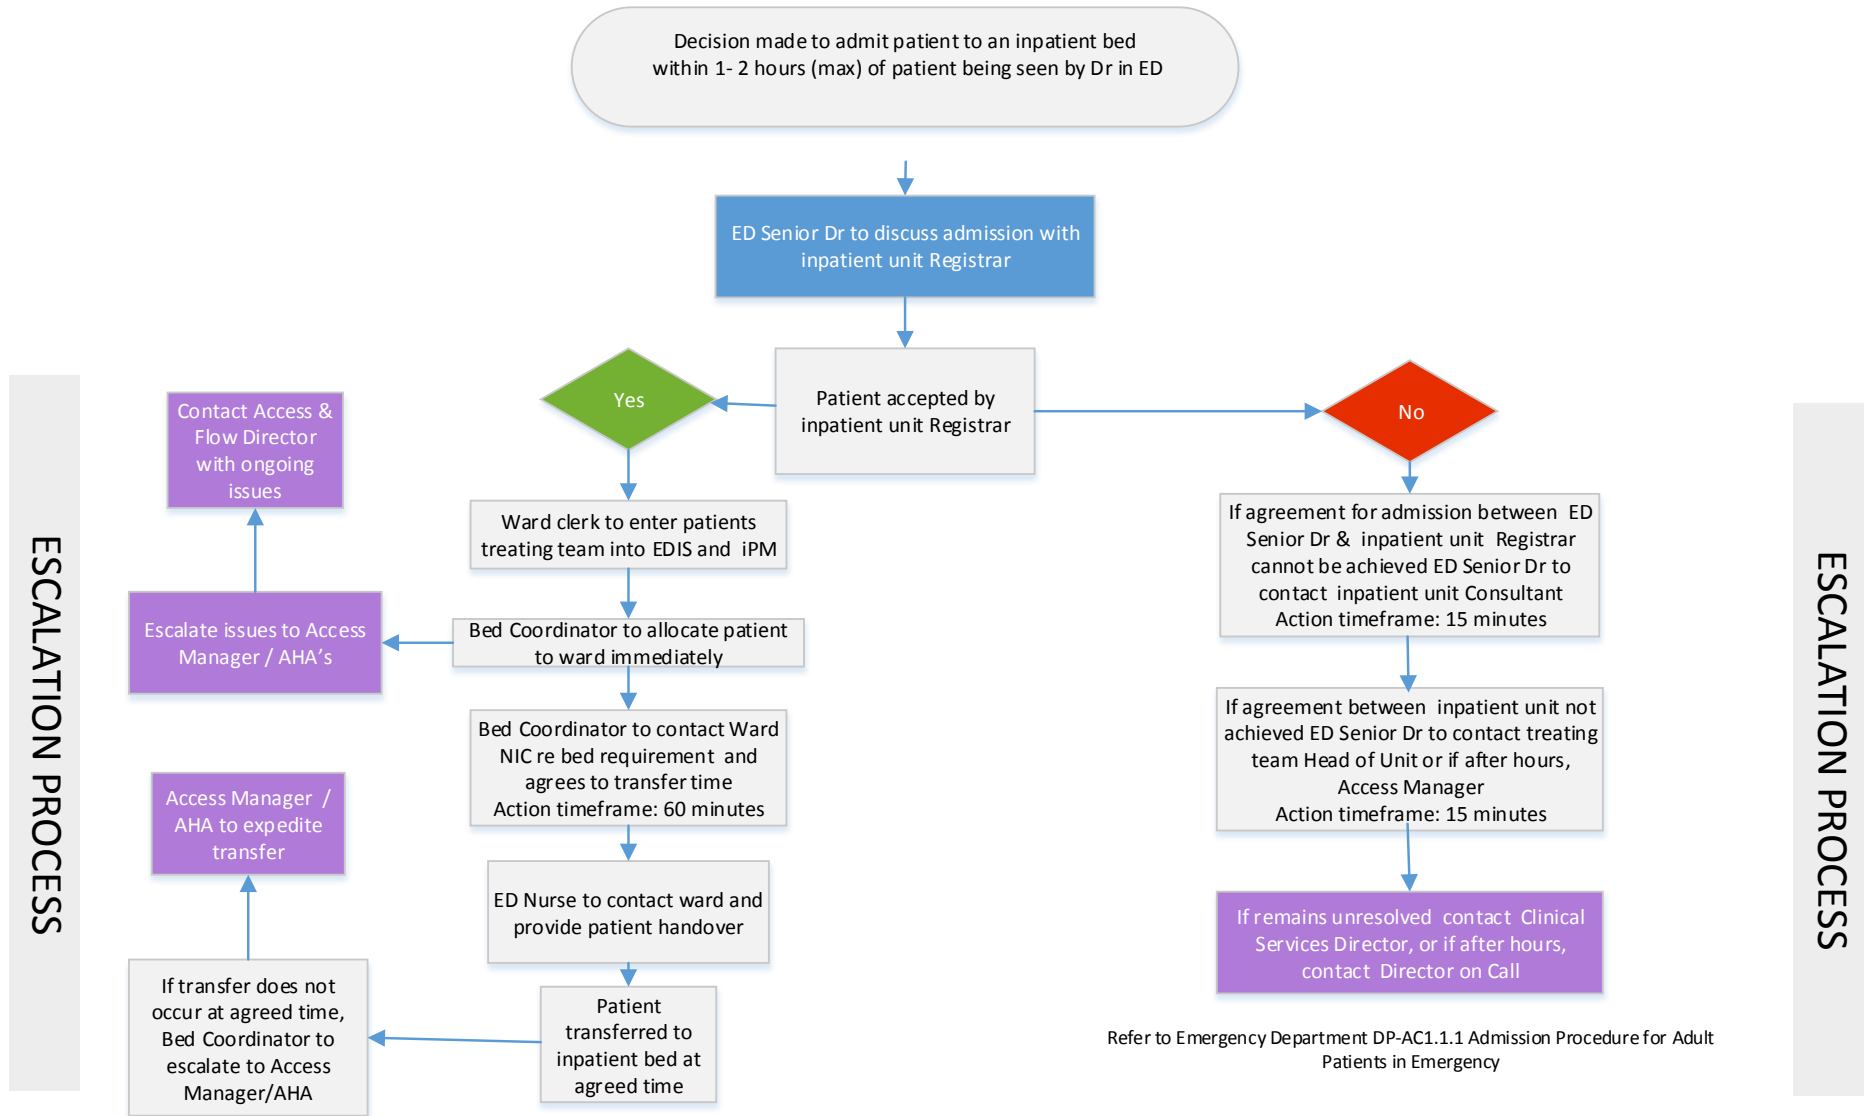 Decision made to admit patient to an inpatient bed
within 1- 2 hours (max) of patient being seen by Dr in ED
ED Senior Dr to discuss admission with
inpatient unit Registrar
Patient accepted by
inpatient unit Registrar
Yes
No
ESCALATION PROCESS
Contact Access &
Flow Director
with ongoing
issues
Escalate issues to Access
Manager / AHA's
Access Manager /
AHA to expedite
transfer
If transfer does not
occur at agreed time,
Bed Coordinator to
escalate to Access
Manager/AHA
Ward clerk to enter patients
treating team into EDIS and iPM
Bed Coordinator to allocate patient
to ward immediately
Bed Coordinator to contact Ward
NIC re bed requirement and
agrees to transfer time
Action timeframe: 60 minutes
ED Nurse to contact ward and
provide patient handover
Patient
transferred to
inpatient bed at
agreed time
If agreement for admission between ED
Senior Dr & inpatient unit Registrar
cannot be achieved ED Senior Dr to
contact inpatient unit Consultant
Action timeframe: 15 minutes
If agreement between inpatient unit not
achieved ED Senior Dr to contact treating
team Head of Unit or if after hours,
Access Manager
Action timeframe: 15 minutes
If remains unresolved contact Clinical
Services Director, or if after hours,
contact Director on Call
Refer to Emergency Department DP-AC1.1.1 Admission Procedure for Adult
Patients in Emergency
ESCALATION PROCESS